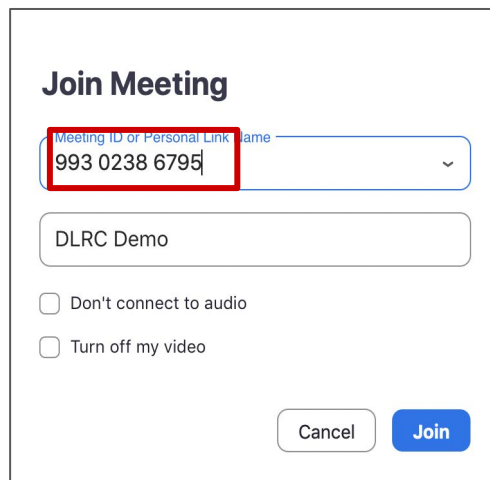 Join Meeting
Meeting ID or Personal Link Name
993 0238 6795
DLRC Demo
Don't connect to audio
Turn off my video
Cancel Join